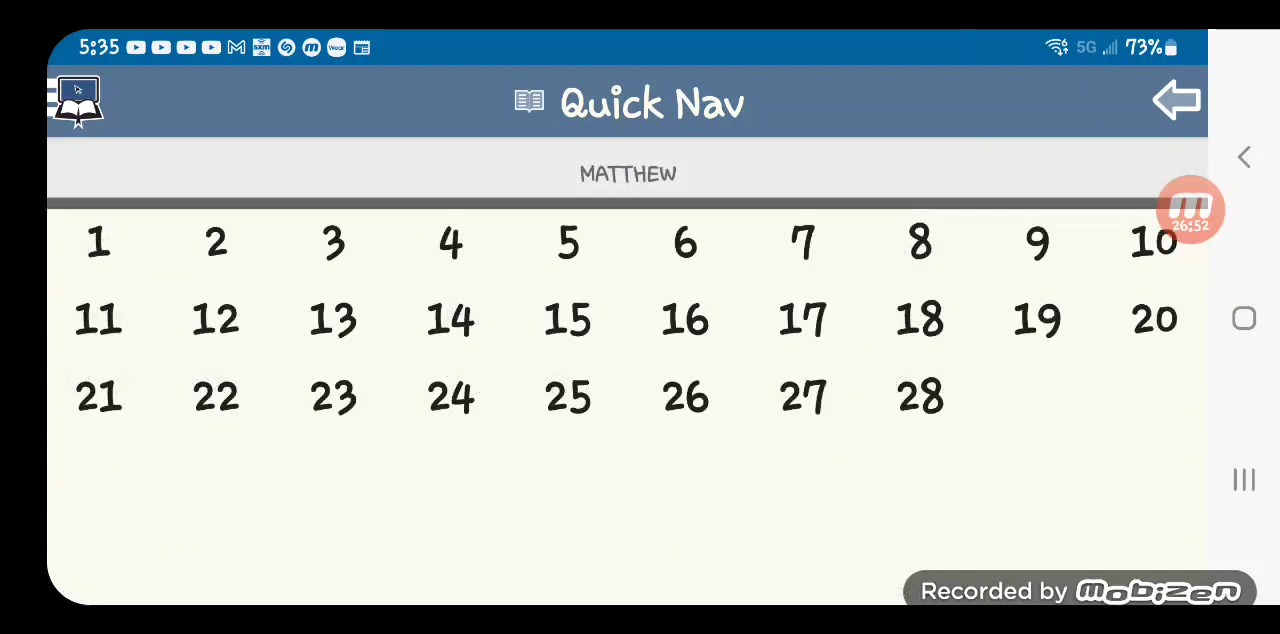 5:35 sxm Wear 5G 73%
Quick Nav
MATTHEW
1 2 3 4 5 6 7 8 9 10
26:52
11 12 13 14 15 16 17 18 19 20
21 22 23 24 25 26 27 28
Recorded by mobizen